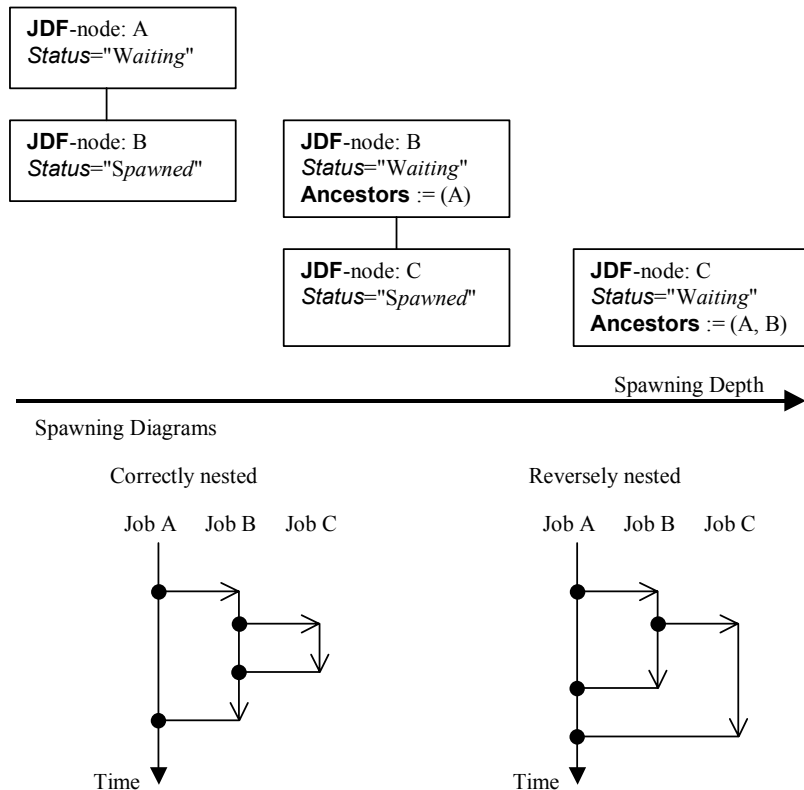 JDF-node: A
Status="Waiting"
JDF-node: B
Status="Spawned"
JDF-node: B
Status="Waiting"
Ancestors := (A)
JDF-node: C
Status="Spawned"
JDF-node: C
Status="Waiting"
Ancestors := (A, B)
Spawning Depth
Spawning Diagrams
Correctly nested
Job A Job B Job C
Time
Reversely nested
Job A Job B Job C
Time